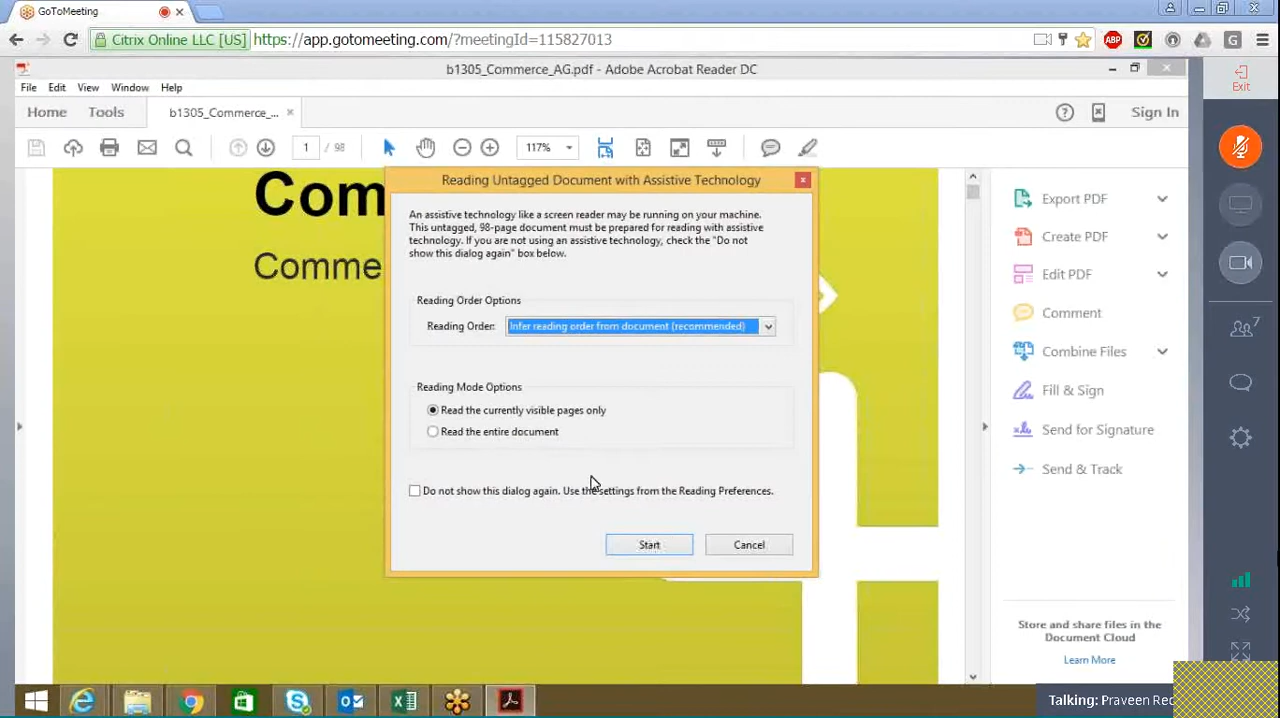 GoToMeeting
Citrix Online LLC [US]
https://app.gotomeeting.com/?meetingId=115827013
ABP
G
b1305_Commerce_AG.pdf - Adobe Acrobat Reader DC
File Edit View Window Help
Home Tools b1305_Commerce_... Sign In
1 / 98 117%
Com
Comme
Reading Untagged Document with Assistive Technology
An assistive technology like a screen reader may be running on your machine.
This untagged, 98-page document must be prepared for reading with assistive
technology. If you are not using an assistive technology, check the "Do not
show this dialog again" box below.
Reading Order Options
Reading Order: Infer reading order from document (recommended)
Reading Mode Options
Read the currently visible pages only
Read the entire document
Do not show this dialog again. Use the settings from the Reading Preferences.
Start Cancel
Export PDF
Create PDF
Edit PDF
Comment
Combine Files
Fill & Sign
Send for Signature
Send & Track
Store and share files in the
Document Cloud
Learn More
Exit
7
Talking: Praveen Rec